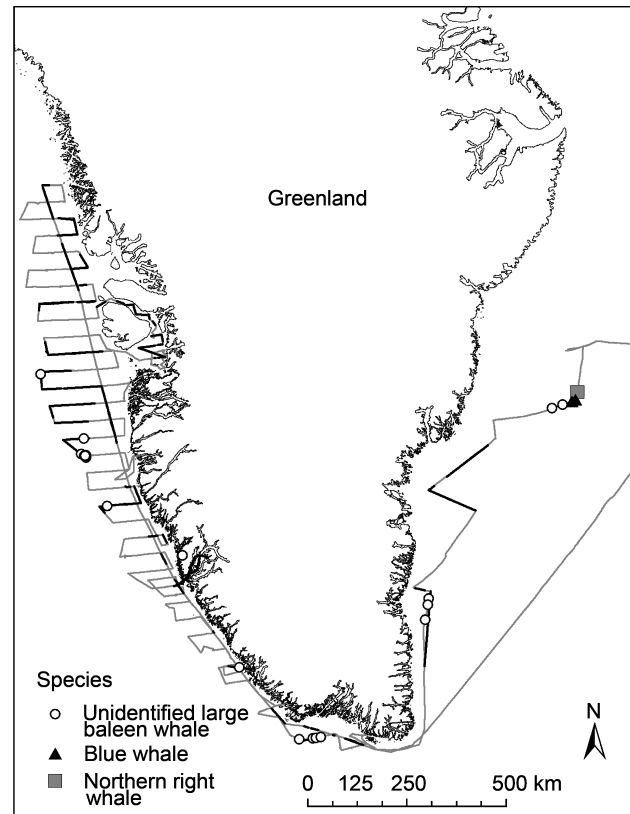 Greenland
Species
Unidentified large
baleen whale
Blue whale
Northern right
whale
N
0 125 250 500 km